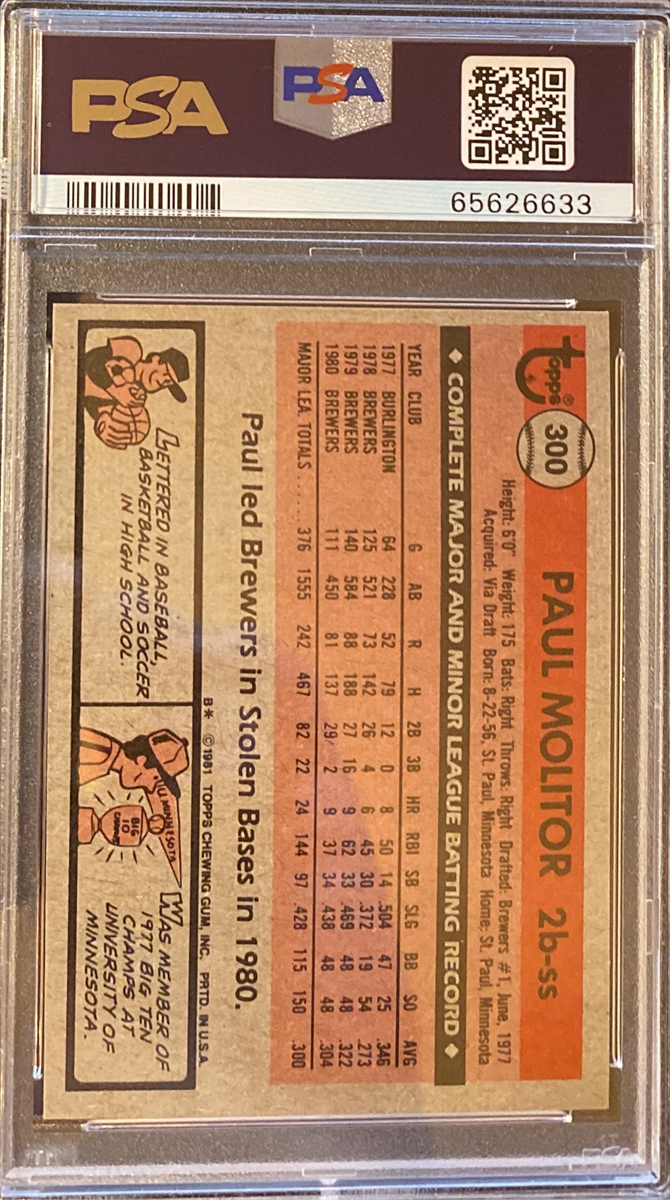 PSA
PSA
65626633
Topps®
300
PAUL MOLITOR 2b-ss
Height: 6'0" Weight: 175 Bats: Right Throws: Right Drafted: Brewers #1, June, 1977
Acquired: Via Draft Born: 8-22-56, St. Paul, Minnesota Home: St. Paul, Minnesota
◆ COMPLETE MAJOR AND MINOR LEAGUE BATTING RECORD ◆
YEAR CLUB G AB R H 2B 3B HR RBI SB SLG BB SO AVG
1977 BURLINGTON 64 228 52 79 12 0 8 50 14 .504 47 25 .346
1978 BREWERS 125 521 73 142 26 4 6 45 30 .372 19 54 .273
1979 BREWERS 140 584 88 188 27 16 9 62 33 .469 48 48 .322
1980 BREWERS 111 450 81 137 29 2 9 37 34 .438 48 48 .304
MAJOR LEA. TOTALS ...... 376 1555 242 467 82 22 24 144 97 .428 115 150 .300
Paul led Brewers in Stolen Bases in 1980.
B* ©1981 TOPPS CHEWING GUM, INC. PRTD. IN U.S.A.
LETTERED IN BASEBALL,
BASKETBALL AND SOCCER
IN HIGH SCHOOL.
MINNESOTA
BIG
10
WAS MEMBER OF
1977 BIG TEN
CHAMPS AT
UNIVERSITY OF
MINNESOTA.